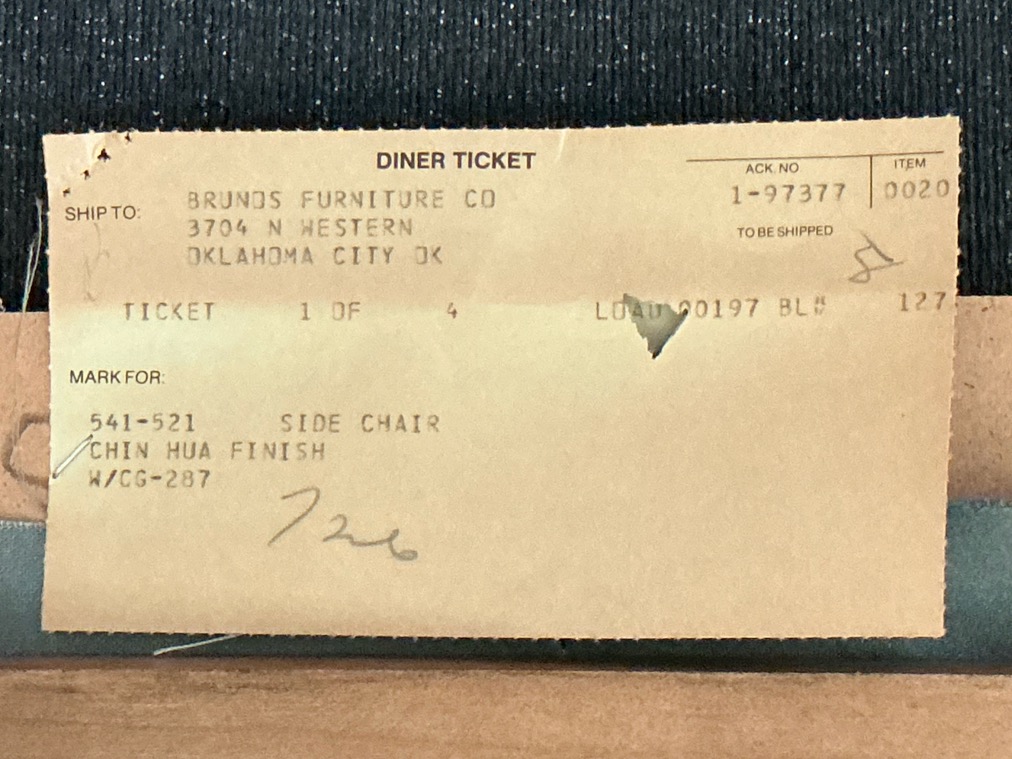 DINER TICKET
ACK. NO
ITEM
1-97377
0020
SHIP TO:
BRUNOS FURNITURE CO
3704 N WESTERN
OKLAHOMA CITY OK
TO BE SHIPPED
TICKET 1 OF 4 LOAD 00197 BL# 127
MARK FOR:
541-521 SIDE CHAIR
CHIN HUA FINISH
W/CG-287
726